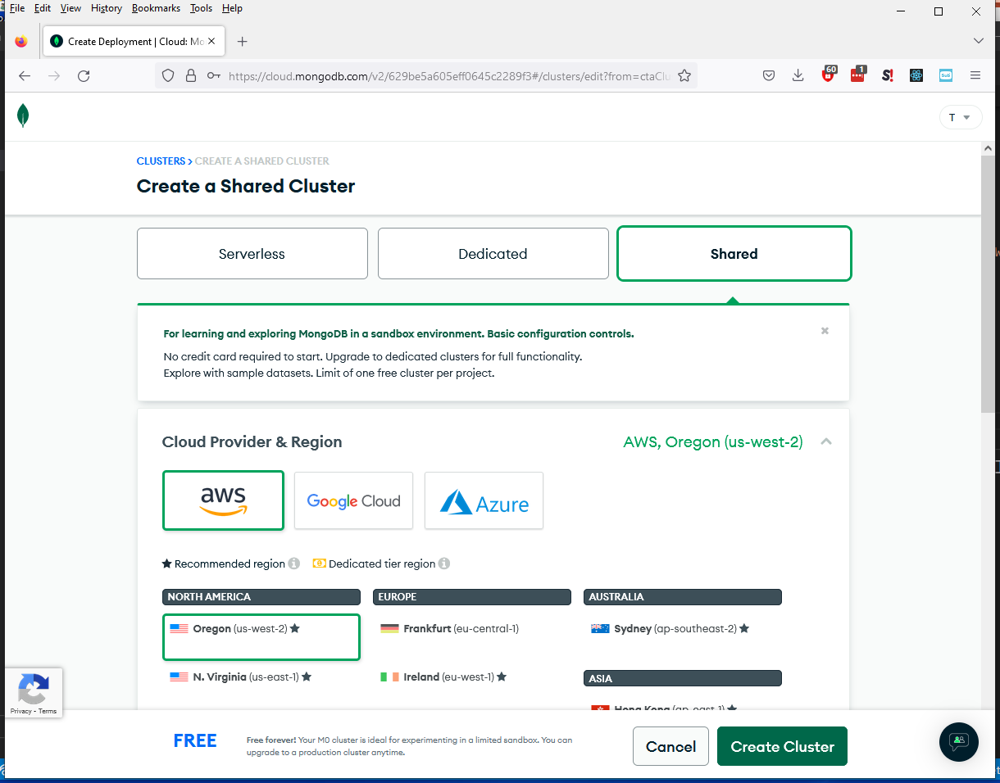 File Edit View History Bookmarks Tools Help
Create Deployment | Cloud: Mo
https://cloud.mongodb.com/v2/629be5a605eff0645c2289f3#/clusters/edit?from=ctaClu
60
1
S!
Sub
T
CLUSTERS > CREATE A SHARED CLUSTER
Create a Shared Cluster
Serverless Dedicated Shared
For learning and exploring MongoDB in a sandbox environment. Basic configuration controls.
No credit card required to start. Upgrade to dedicated clusters for full functionality.
Explore with sample datasets. Limit of one free cluster per project.
Cloud Provider & Region AWS, Oregon (us-west-2)
aws Google Cloud Azure
Recommended region Dedicated tier region
NORTH AMERICA EUROPE AUSTRALIA
Oregon (us-west-2) Frankfurt (eu-central-1) Sydney (ap-southeast-2)
N. Virginia (us-east-1) Ireland (eu-west-1) ASIA
Hong Kong (ap-east-1)
Privacy - Terms
FREE
Free forever! Your M0 cluster is ideal for experimenting in a limited sandbox. You can
upgrade to a production cluster anytime.
Cancel Create Cluster